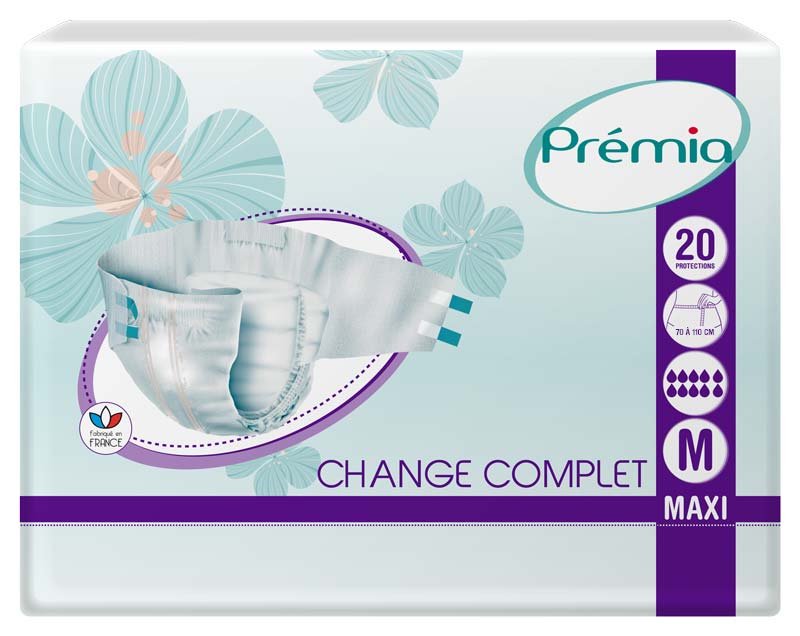 Prémia
20
PROTECTIONS
70 À 110 CM
M
MAXI
CHANGE COMPLET
Fabriqué en
FRANCE